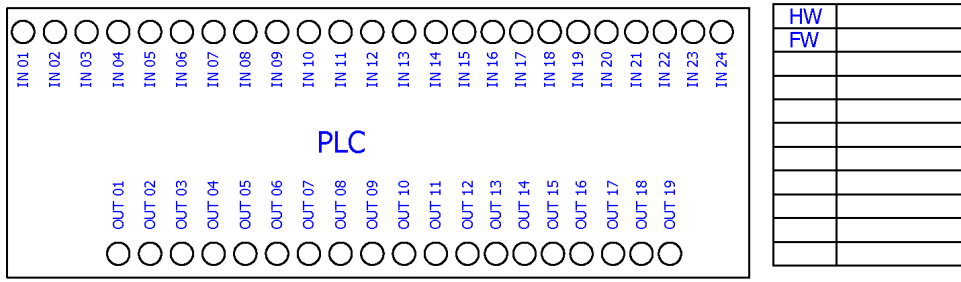 IN 01
IN 02
IN 03
IN 04
IN 05
IN 06
IN 07
IN 08
IN 09
IN 10
IN 11
IN 12
IN 13
IN 14
IN 15
IN 16
IN 17
IN 18
IN 19
IN 20
IN 21
IN 22
IN 23
IN 24
PLC
OUT 01
OUT 02
OUT 03
OUT 04
OUT 05
OUT 06
OUT 07
OUT 08
OUT 09
OUT 10
OUT 11
OUT 12
OUT 13
OUT 14
OUT 15
OUT 16
OUT 17
OUT 18
OUT 19
HW
FW